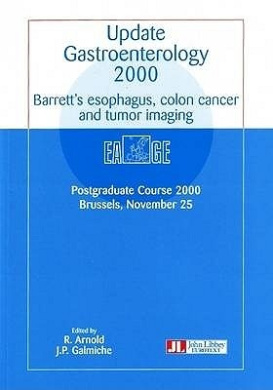 Update
Gastroenterology
2000
Barrett's esophagus, colon cancer
and tumor imaging
EAGE
Postgraduate Course 2000
Brussels, November 25
Edited by
R. Arnold
J.P. Galmiche
JL
John Libbey
EUROTEXT